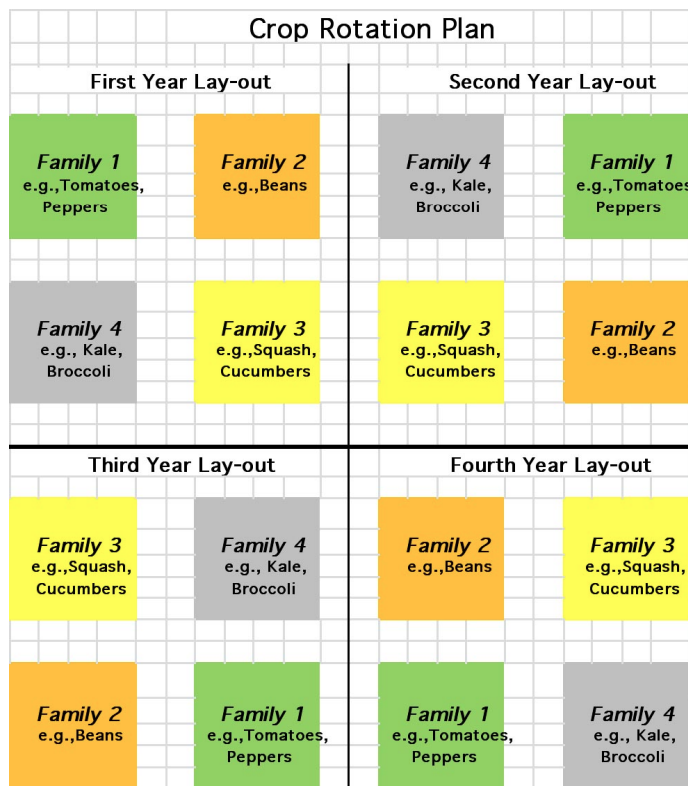 Crop Rotation Plan
First Year Lay-out
Family 1
e.g.,Tomatoes,
Peppers
Family 2
e.g.,Beans
Family 4
e.g., Kale,
Broccoli
Family 3
e.g.,Squash,
Cucumbers
Second Year Lay-out
Family 4
e.g., Kale,
Broccoli
Family 1
e.g.,Tomatoes
Peppers
Family 3
e.g.,Squash,
Cucumbers
Family 2
e.g.,Beans
Third Year Lay-out
Family 3
e.g.,Squash,
Cucumbers
Family 4
e.g., Kale,
Broccoli
Family 2
e.g.,Beans
Family 1
e.g.,Tomatoes,
Peppers
Fourth Year Lay-out
Family 2
e.g.,Beans
Family 3
e.g.,Squash,
Cucumbers
Family 1
e.g.,Tomatoes,
Peppers
Family 4
e.g., Kale,
Broccoli